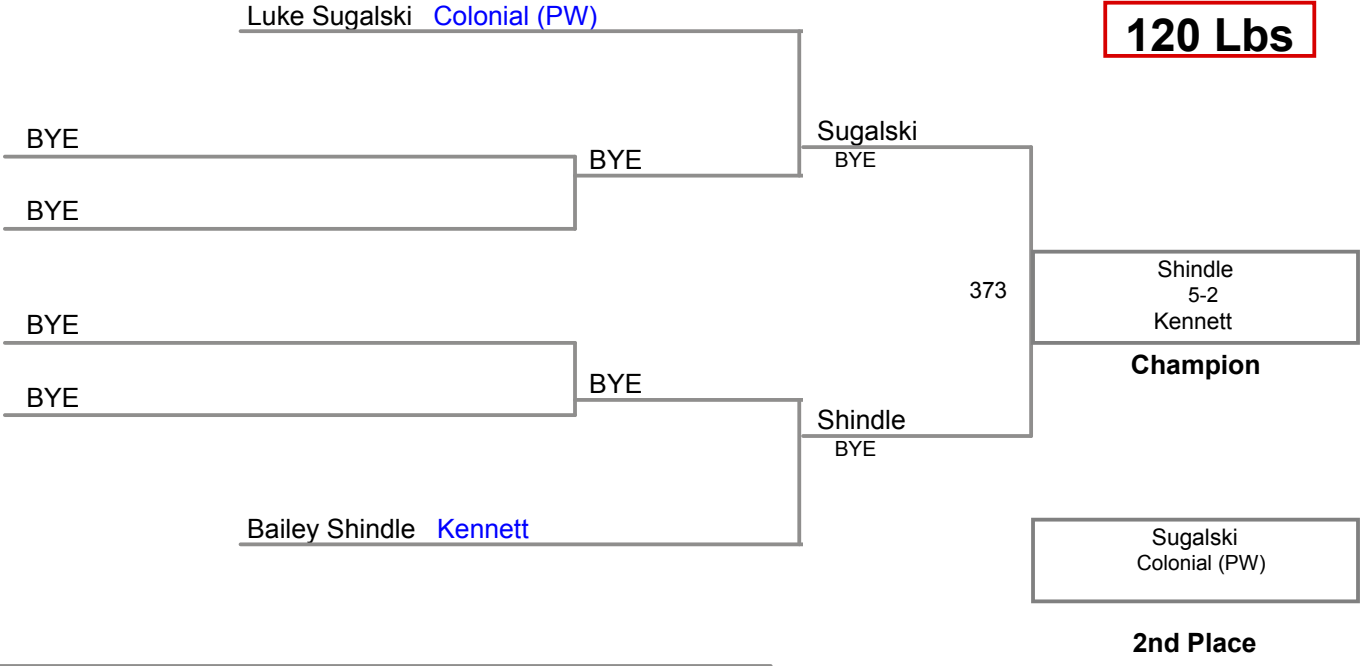 Luke Sugalski Colonial (PW)
120 Lbs
BYE
BYE
Sugalski
BYE
BYE
373
Shindle
5-2
Kennett
Champion
BYE
BYE
BYE
Shindle
BYE
Bailey Shindle Kennett
Sugalski
Colonial (PW)
2nd Place